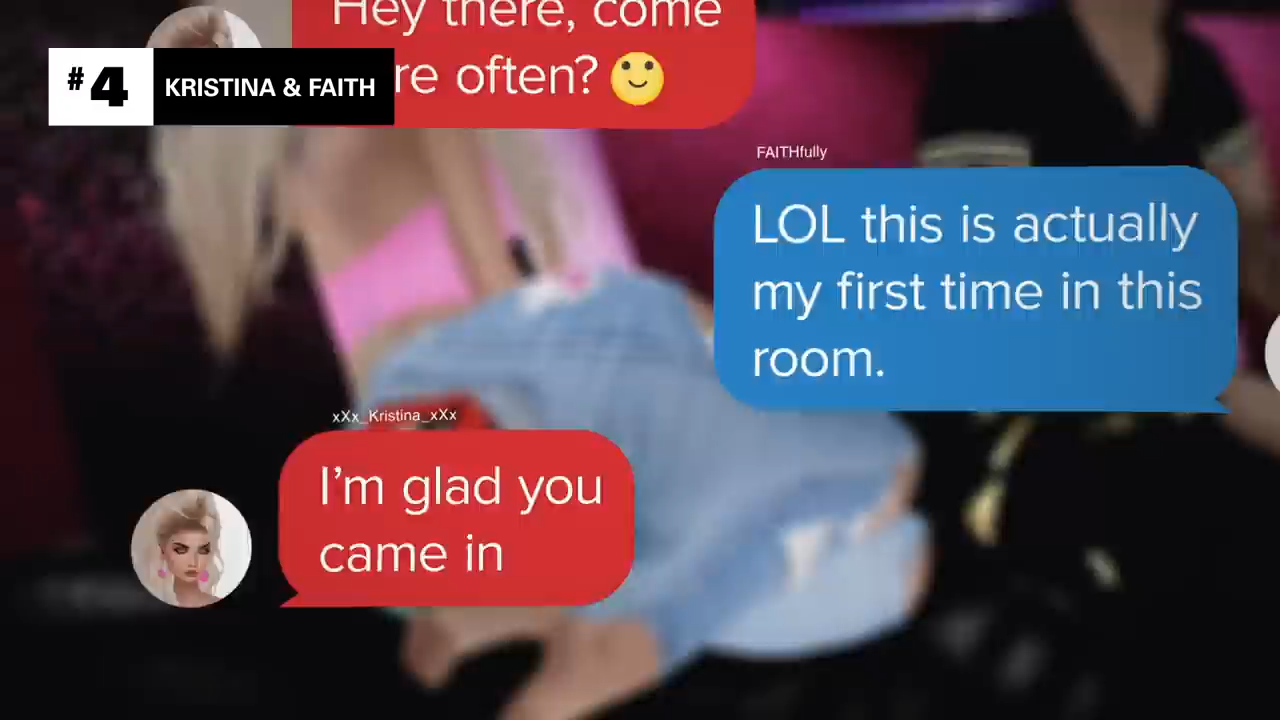 Hey there, come
#4
KRISTINA & FAITH
re often?
FAITHfully
LOL this is actually
my first time in this
room.
xXx_Kristina_xXx
I'm glad you
came in